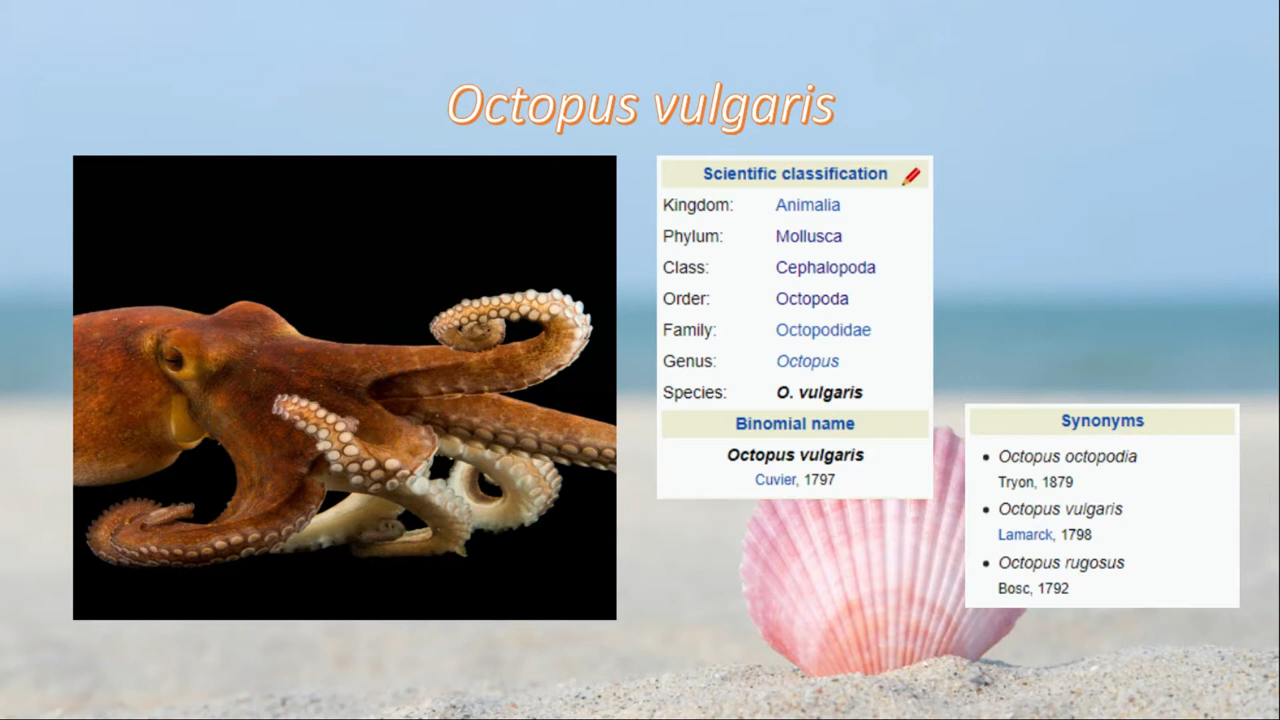 Octopus vulgaris
Scientific classification
Kingdom: Animalia
Phylum: Mollusca
Class: Cephalopoda
Order: Octopoda
Family: Octopodidae
Genus: Octopus
Species: O. vulgaris
Binomial name
Octopus vulgaris
Cuvier, 1797
Synonyms
• Octopus octopodia
Tryon, 1879
• Octopus vulgaris
Lamarck, 1798
• Octopus rugosus
Bosc, 1792